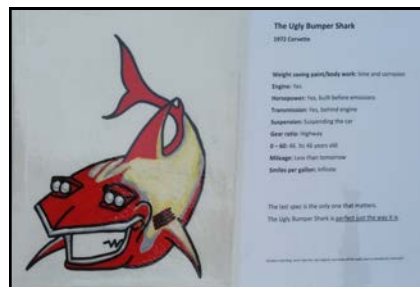 The Ugly Bumper Shark
1972 Corvette
Weight saving paint/body work: time and corrosion
Engine: Yes
Horsepower: Yes, built before emissions
Transmission: Yes, behind engine
Suspension: Suspending the car
Gear ratio: Highway
0 – 60: 46. Its 46 years old
Mileage: Less than tomorrow
Smiles per gallon: Infinite
The last spec is the only one that matters.
The Ugly Bumper Shark is perfect just the way it is.